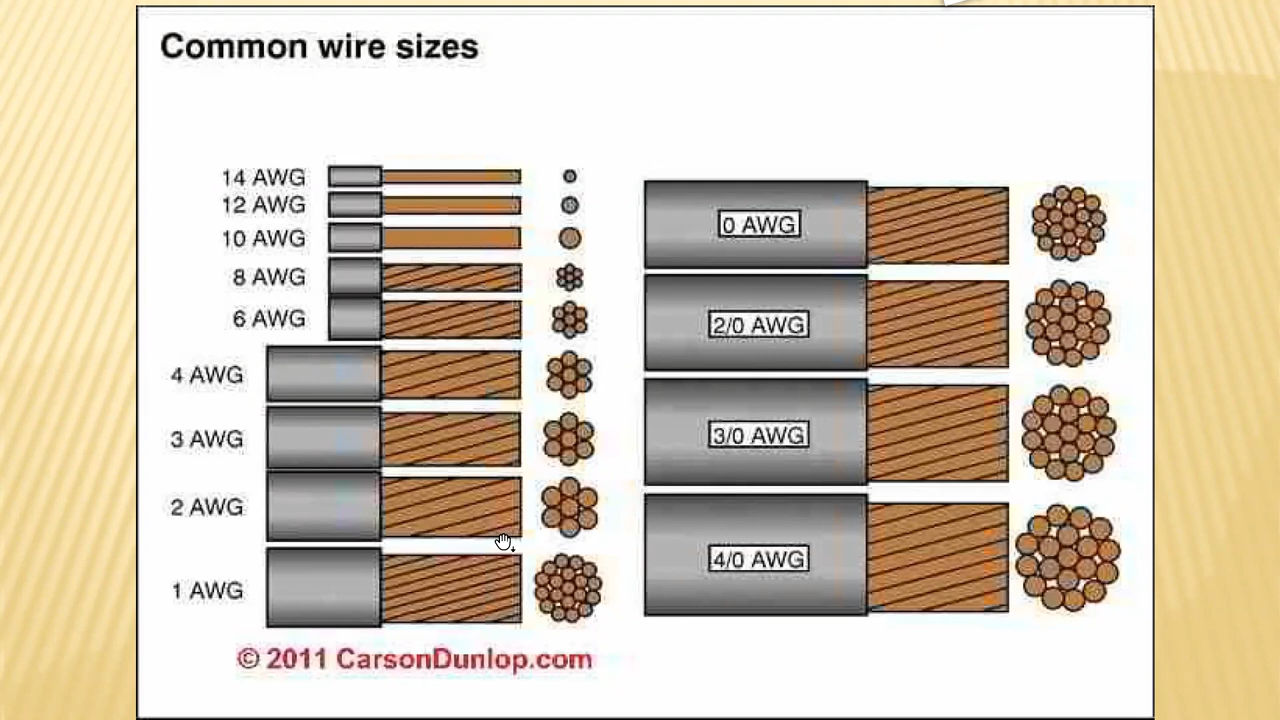 Common wire sizes
14 AWG
12 AWG
10 AWG
8 AWG
6 AWG
4 AWG
3 AWG
2 AWG
1 AWG
0 AWG
2/0 AWG
3/0 AWG
4/0 AWG
© 2011 CarsonDunlop.com